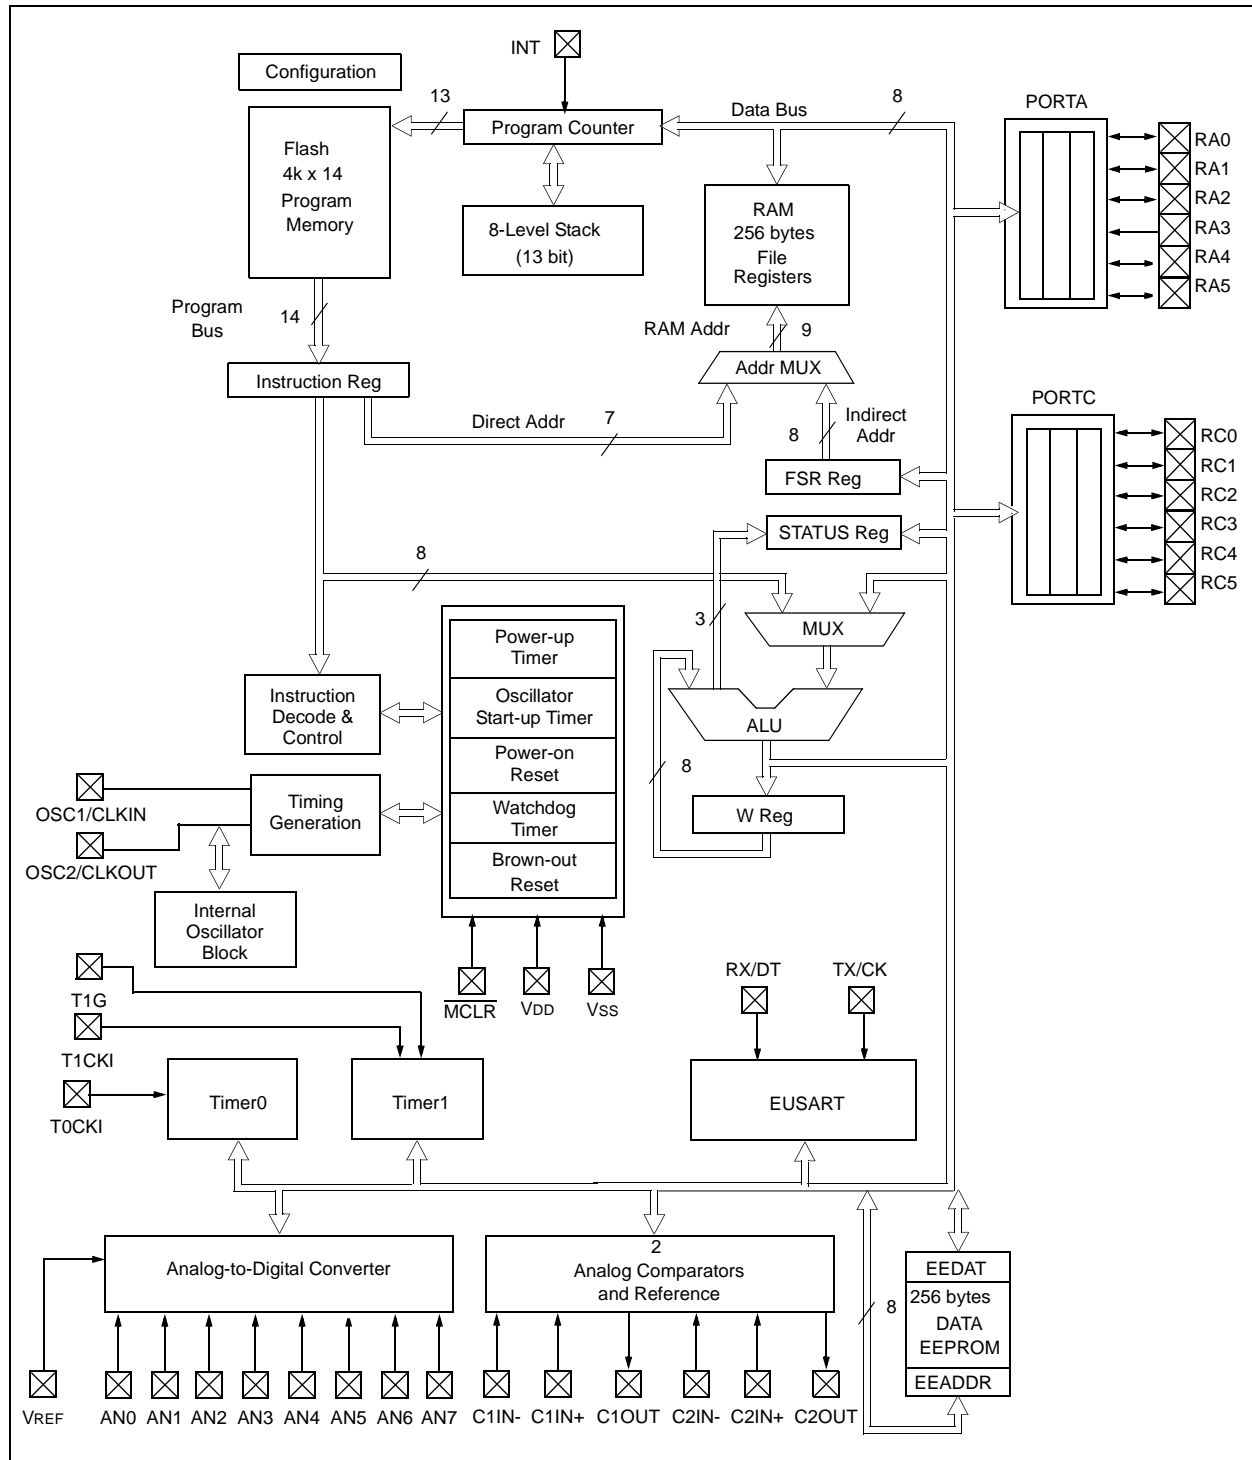 INT
Configuration
13
Program Counter
Data Bus
8
PORTA
Flash
4k x 14
Program
Memory
8-Level Stack
(13 bit)
RAM
256 bytes
File
Registers
RA0
RA1
RA2
RA3
RA4
RA5
Program
Bus
14
RAM Addr
9
Addr MUX
Instruction Reg
Direct Addr
7
8
Indirect
Addr
FSR Reg
PORTC
RC0
RC1
RC2
RC3
RC4
RC5
STATUS Reg
8
3
MUX
Power-up
Timer
Oscillator
Start-up Timer
Power-on
Reset
Watchdog
Timer
Brown-out
Reset
Instruction
Decode &
Control
ALU
8
W Reg
OSC1/CLKIN
Timing
Generation
OSC2/CLKOUT
Internal
Oscillator
Block
T1G
MCLR
VDD
VSS
RX/DT
TX/CK
T1CKI
T0CKI
Timer0
Timer1
EUSART
Analog-to-Digital Converter
2
Analog Comparators
and Reference
8
EEDAT
256 bytes
DATA
EEPROM
EEADDR
VREF
AN0
AN1
AN2
AN3
AN4
AN5
AN6
AN7
C1IN-
C1IN+
C1OUT
C2IN-
C2IN+
C2OUT